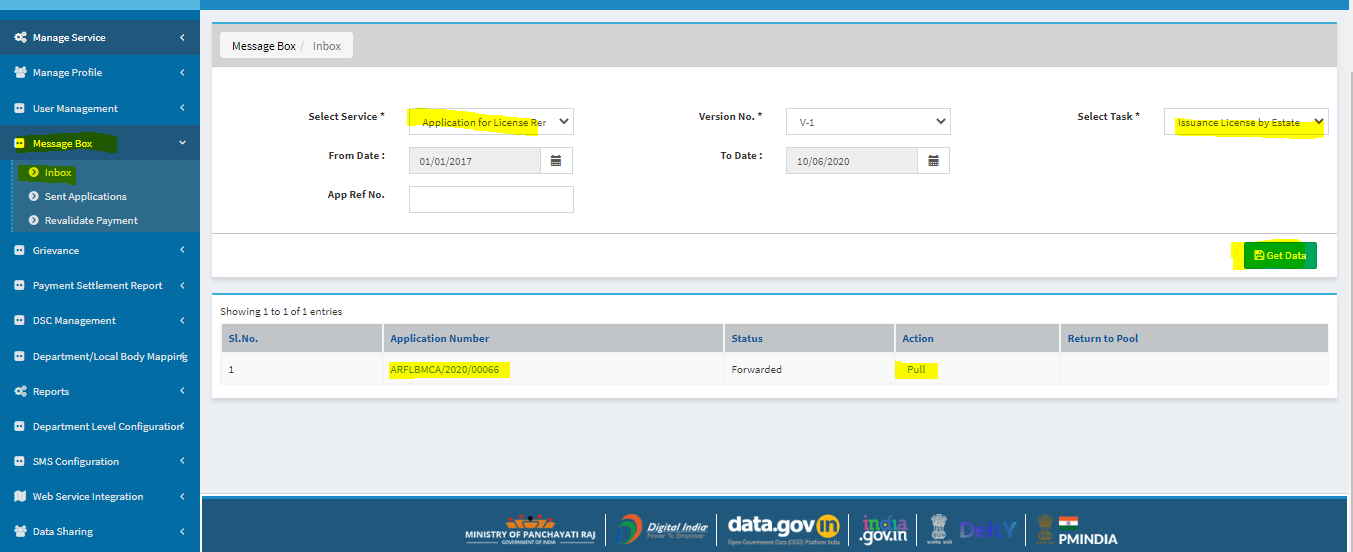 Manage Service
Manage Profile
User Management
Message Box
Inbox
Sent Applications
Revalidate Payment
Grievance
Payment Settlement Report
DSC Management
Department/Local Body Mapping
Reports
Department Level Configuration
SMS Configuration
Web Service Integration
Data Sharing
Message Box / Inbox
Select Service * Application for License Rer Version No. * V-1 Select Task * Issuance License by Estate
From Date : 01/01/2017 To Date : 10/06/2020
App Ref No.
Get Data
Showing 1 to 1 of 1 entries
Sl.No. Application Number Status Action Return to Pool
1 ARFLBMCA/2020/00066 Forwarded Pull
MINISTRY OF PANCHAYATI RAJ
GOVERNMENT OF INDIA
Digital India
Power To Empower
data.gov in
Open Government Data (OGD) Platform India
india
.gov.in
DeitY
PMINDIA